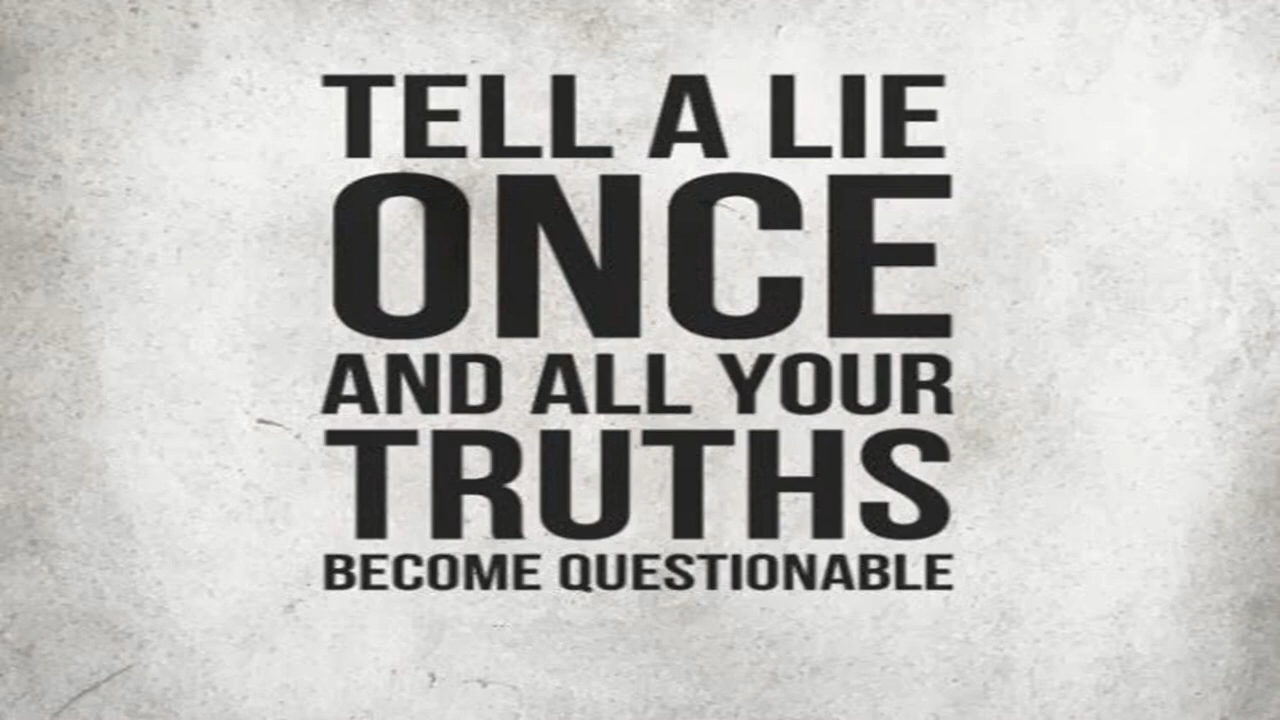 TELL A LIE
ONCE
AND ALL YOUR
TRUTHS
BECOME QUESTIONABLE